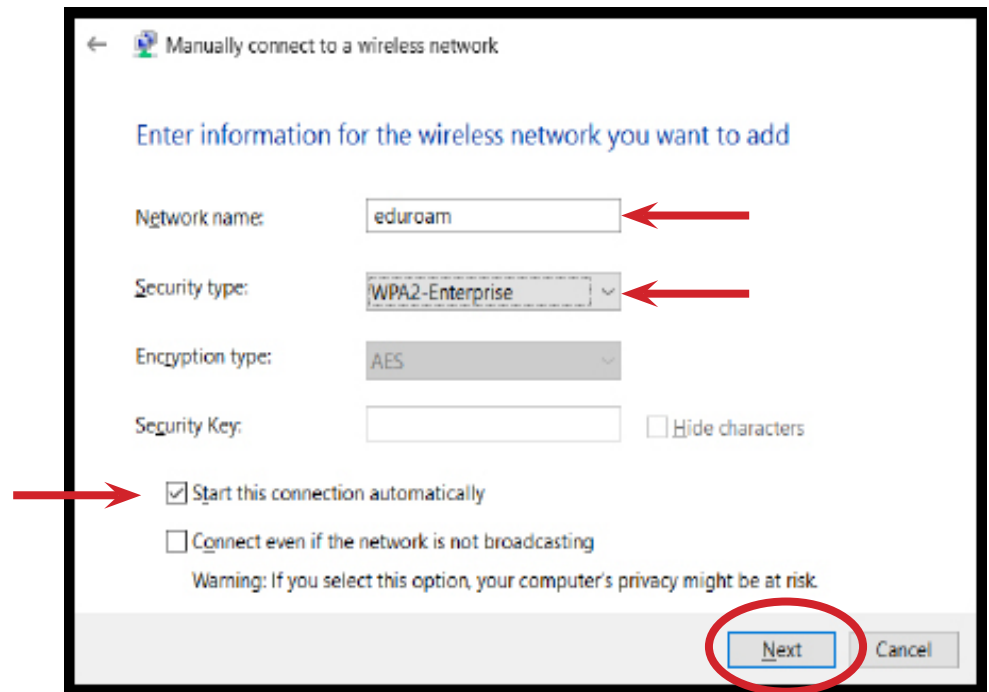 Manually connect to a wireless network
Enter information for the wireless network you want to add
Network name: eduroam
Security type: WPA2-Enterprise
Encryption type: AES
Security Key: Hide characters
Start this connection automatically
Connect even if the network is not broadcasting
Warning: If you select this option, your computer's privacy might be at risk.
Next Cancel